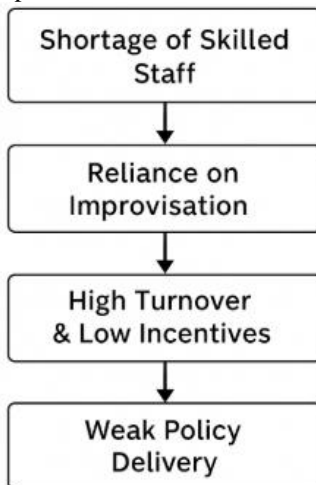 Shortage of Skilled
Staff
Reliance on
Improvisation
High Turnover
& Low Incentives
Weak Policy
Delivery